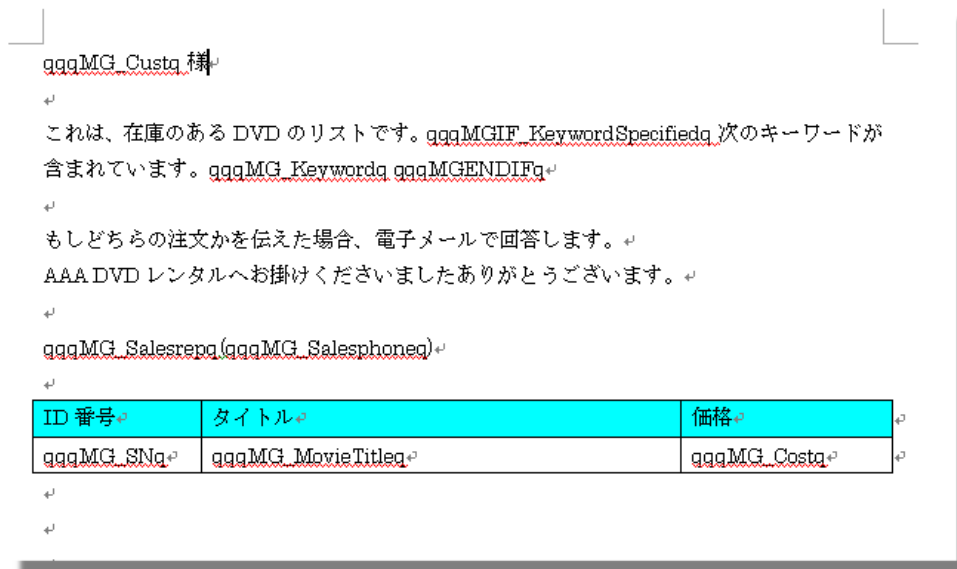 qqqMG_Custq 様
これは、在庫のある DVD のリストです。qqqMGIF_KeywordSpecifiedq 次のキーワードが
含まれています。qqqMG_Keywordq qqqMGENDIFq
もしどちらの注文かを伝えた場合、電子メールで回答します。
AAA DVD レンタルへお掛けくださいましたありがとうございます。
qqqMG_Salesrepq(qqqMG_Salesphoneq)
ID 番号 タイトル 価格
qqqMG_SNq qqqMG_MovieTitleq qqqMG_Costq